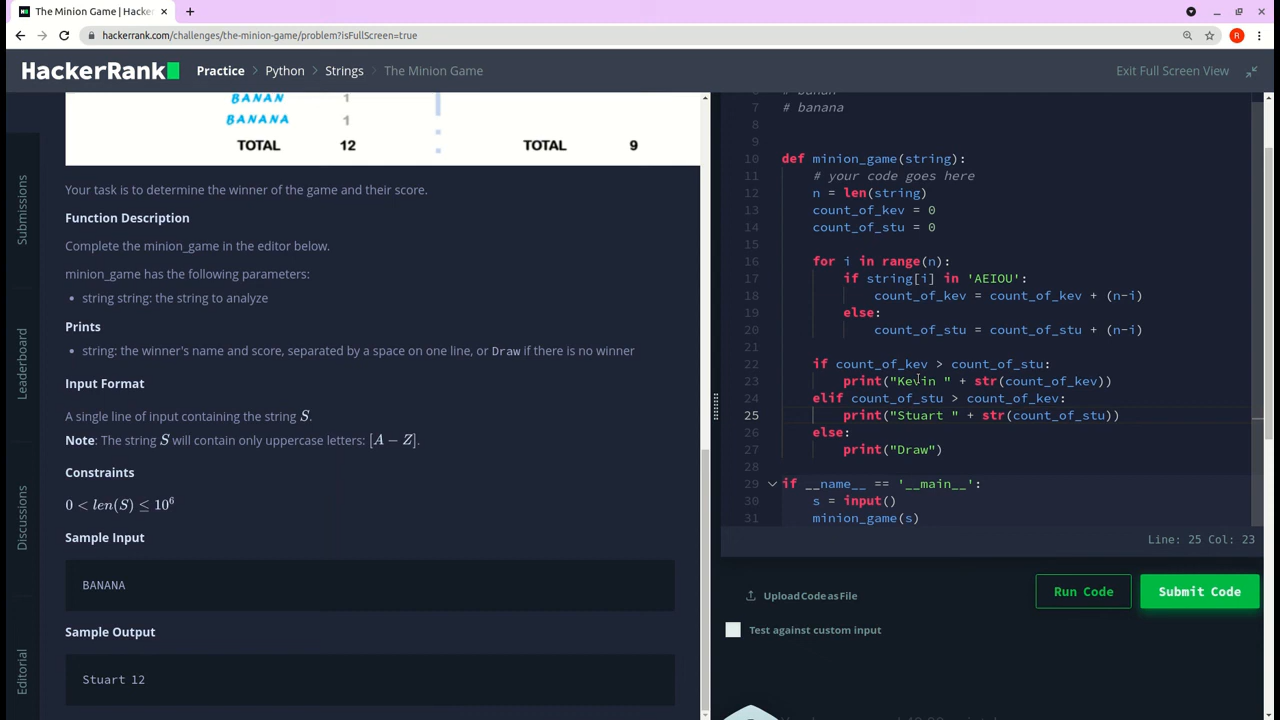 The Minion Game | Hacker
hackerrank.com/challenges/the-minion-game/problem?isFullScreen=true
R
HackerRank
Practice > Python > Strings > The Minion Game
Exit Full Screen View
Submissions
Leaderboard
Discussions
Editorial
BANAN 1
BANANA 1
TOTAL 12 TOTAL 9
Your task is to determine the winner of the game and their score.
Function Description
Complete the minion_game in the editor below.
minion_game has the following parameters:
• string string: the string to analyze
Prints
• string: the winner's name and score, separated by a space on one line, or Draw if there is no winner
Input Format
A single line of input containing the string S.
Note: The string S will contain only uppercase letters: [A − Z].
Constraints
0 < len(S) ≤ 10⁶
Sample Input
BANANA
Sample Output
Stuart 12
6 # banan
7 # banana
8
9
10 def minion_game(string):
11 # your code goes here
12 n = len(string)
13 count_of_kev = 0
14 count_of_stu = 0
15
16 for i in range(n):
17 if string[i] in 'AEIOU':
18 count_of_kev = count_of_kev + (n-i)
19 else:
20 count_of_stu = count_of_stu + (n-i)
21
22 if count_of_kev > count_of_stu:
23 print("Kevin " + str(count_of_kev))
24 elif count_of_stu > count_of_kev:
25 print("Stuart " + str(count_of_stu))
26 else:
27 print("Draw")
28
29 if __name__ == '__main__':
30 s = input()
31 minion_game(s)
Line: 25 Col: 23
Upload Code as File
Run Code
Submit Code
Test against custom input